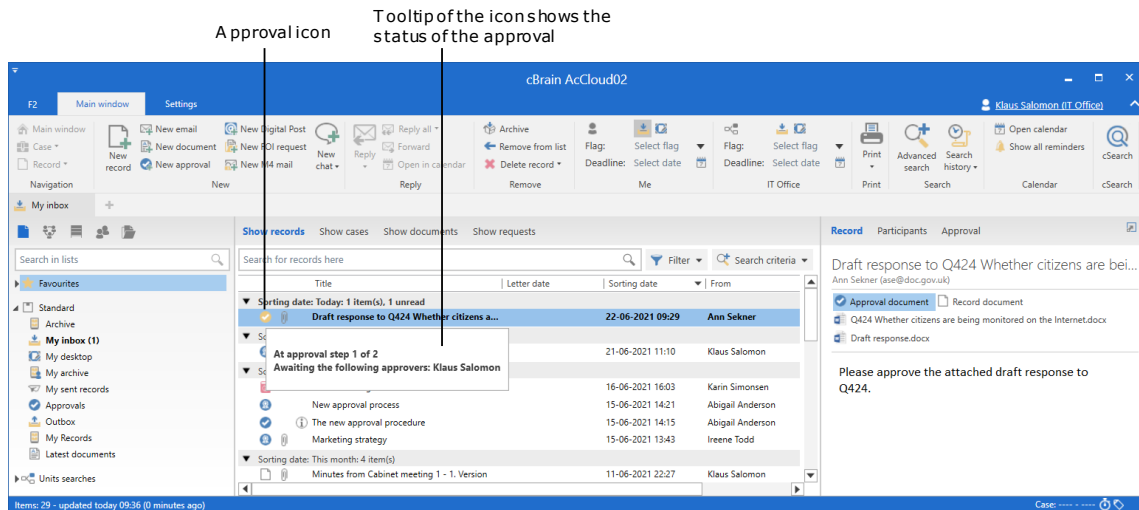 Approval icon
Tooltip of the icon shows the
status of the approval
cBrain AcCloud02
F2 Main window Settings
Klaus Salomon (IT Office)
Main window
Case
Record
Navigation
New record
New email
New document
New approval
New Digital Post
New FOI request
New M4 mail
New chat
New
Reply
Reply all
Forward
Open in calendar
Reply
Archive
Remove from list
Delete record
Remove
Flag: Select flag
Deadline: Select date
Me
Flag: Select flag
Deadline: Select date
IT Office
Print
Print
Advanced search
Search history
Search
Open calendar
Show all reminders
Calendar
cSearch
cSearch
My inbox
Search in lists
Favourites
Standard
Archive
My inbox (1)
My desktop
My archive
My sent records
Approvals
Outbox
My Records
Latest documents
Units searches
Show records Show cases Show documents Show requests
Search for records here Filter Search criteria
Title Letter date Sorting date From
Sorting date: Today: 1 item(s), 1 unread
Draft response to Q424 Whether citizens a... 22-06-2021 09:29 Ann Sekner
So
21-06-2021 11:10 Klaus Salomon
At approval step 1 of 2
Awaiting the following approvers: Klaus Salomon
So
16-06-2021 16:03 Karin Simonsen
New approval process 15-06-2021 14:21 Abigail Anderson
The new approval procedure 15-06-2021 14:15 Abigail Anderson
Marketing strategy 15-06-2021 13:43 Ireene Todd
Sorting date: This month: 4 item(s)
Minutes from Cabinet meeting 1 - 1. Version 11-06-2021 22:27 Klaus Salomon
Record Participants Approval
Draft response to Q424 Whether citizens are bei...
Ann Sekner (ase@doc.gov.uk)
Approval document Record document
Q424 Whether citizens are being monitored on the Internet.docx
Draft response.docx
Please approve the attached draft response to
Q424.
Items: 29 - updated today 09:36 (0 minutes ago)
Case: ---- - ----